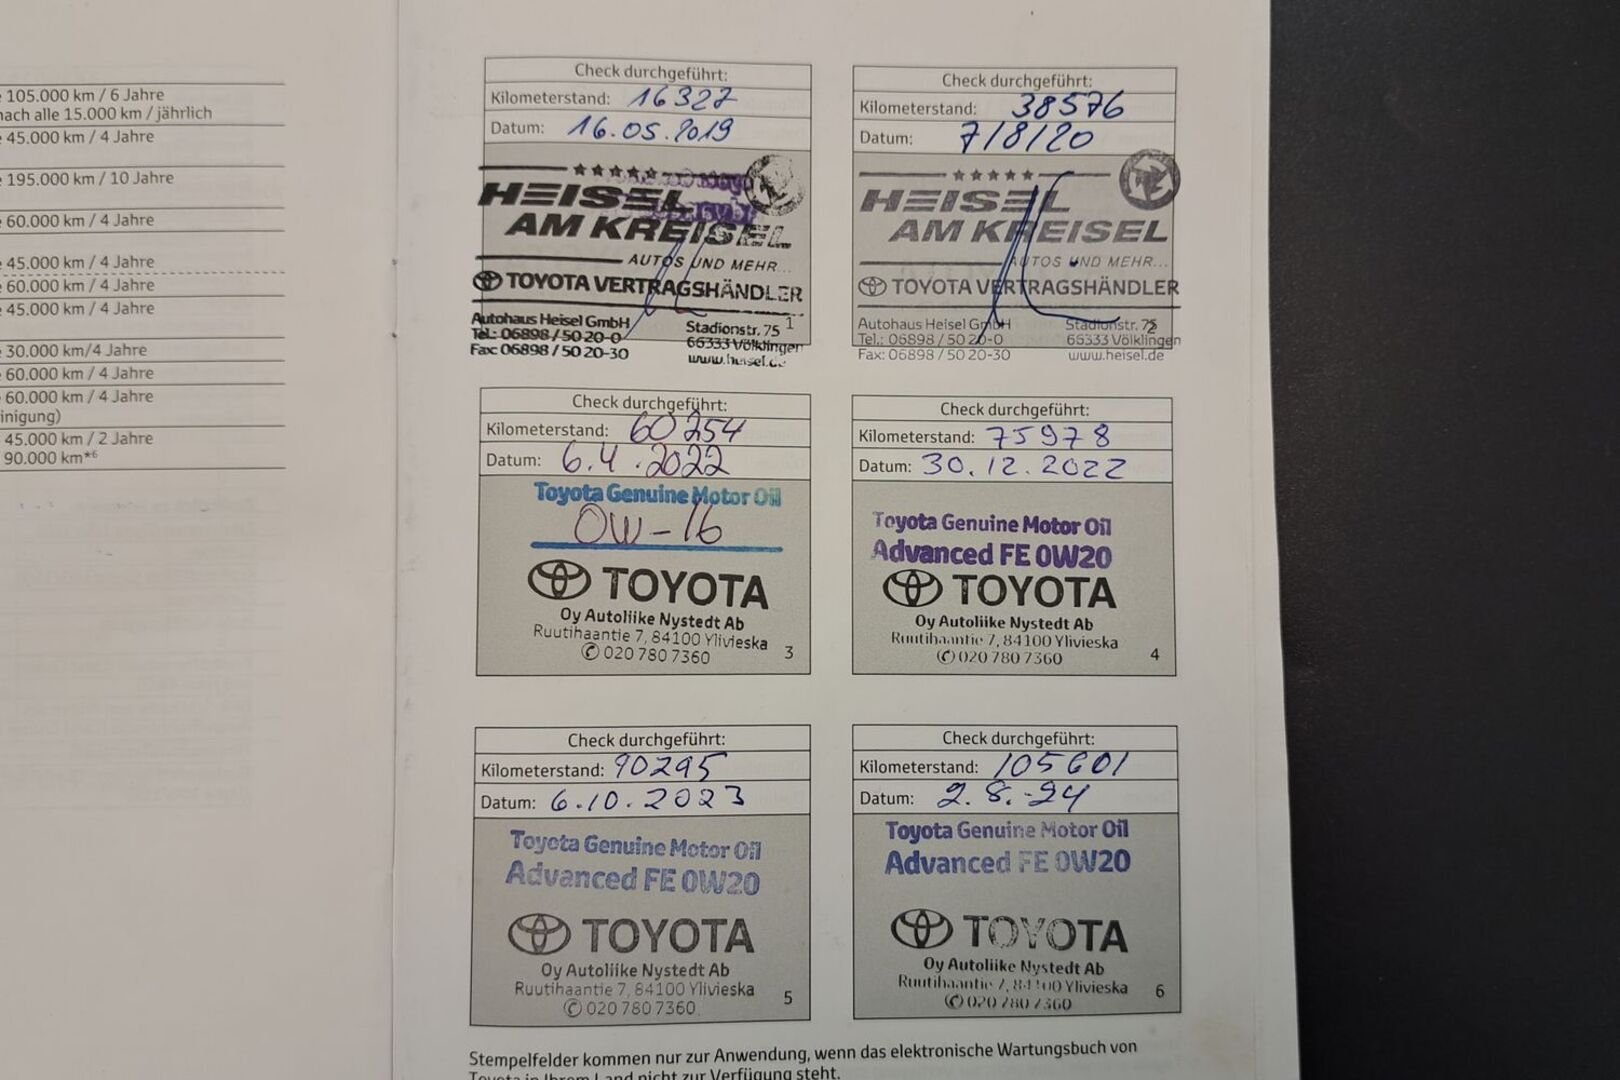 105.000 km / 6 Jahre
nach alle 15.000 km / jährlich
45.000 km / 4 Jahre
195.000 km / 10 Jahre
60.000 km / 4 Jahre
45.000 km / 4 Jahre
60.000 km / 4 Jahre
45.000 km / 4 Jahre
30.000 km/4 Jahre
60.000 km / 4 Jahre
60.000 km / 4 Jahre
inigung)
45.000 km / 2 Jahre
90.000 km*6
Check durchgeführt:
Kilometerstand: 16327
Datum: 16.05.2019
HEISEL
AM KREISEL
AUTOS UND MEHR...
TOYOTA VERTRAGSHÄNDLER
Autohaus Heisel GmbH
Tel.: 06898 / 50 20-0
Fax: 06898 / 50 20-30
Stadionstr. 75
66333 Völklingen
www.heisel.de
1
Check durchgeführt:
Kilometerstand: 38576
Datum: 7/8/20
HEISEL
AM KREISEL
AUTOS UND MEHR...
TOYOTA VERTRAGSHÄNDLER
Autohaus Heisel GmbH
Tel.: 06898 / 50 20-0
Fax: 06898 / 50 20-30
Stadionstr. 75
66333 Völklingen
www.heisel.de
2
Check durchgeführt:
Kilometerstand: 60254
Datum: 6.4.2022
Toyota Genuine Motor Oil
0W-16
TOYOTA
Oy Autoliike Nystedt Ab
Ruutihaantie 7, 84100 Ylivieska
020 780 7360
3
Check durchgeführt:
Kilometerstand: 75978
Datum: 30.12.2022
Toyota Genuine Motor Oil
Advanced FE 0W20
TOYOTA
Oy Autoliike Nystedt Ab
Ruutihaantie 7, 84100 Ylivieska
020 780 7360
4
Check durchgeführt:
Kilometerstand: 90295
Datum: 6.10.2023
Toyota Genuine Motor Oil
Advanced FE 0W20
TOYOTA
Oy Autoliike Nystedt Ab
Ruutihaantie 7, 84100 Ylivieska
020 780 7360
5
Check durchgeführt:
Kilometerstand: 105601
Datum: 2.8.-24
Toyota Genuine Motor Oil
Advanced FE 0W20
TOYOTA
Oy Autoliike Nystedt Ab
Ruutihaantie 7, 84100 Ylivieska
020 780 7360
6
Stempelfelder kommen nur zur Anwendung, wenn das elektronische Wartungsbuch von
Toyota in Ihrem Land nicht zur Verfügung steht.